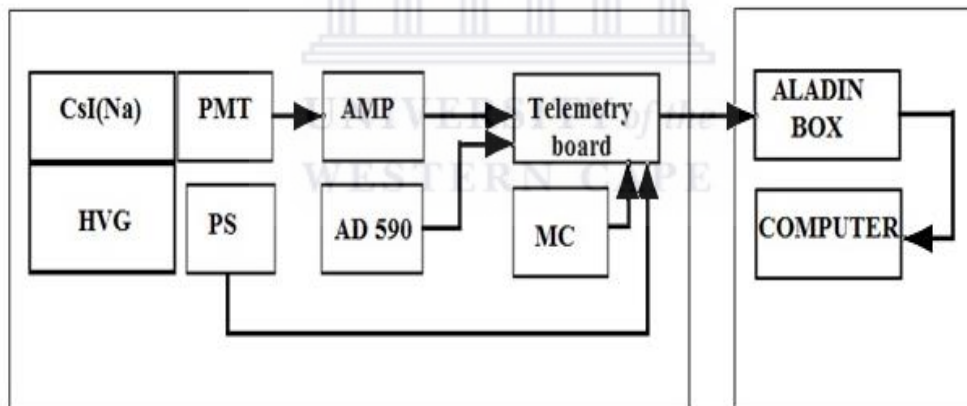 CsI(Na)
PMT
AMP
Telemetry
board
ALADIN
BOX
HVG
PS
AD 590
MC
COMPUTER
UNIVERSITY of the
WESTERN CAPE